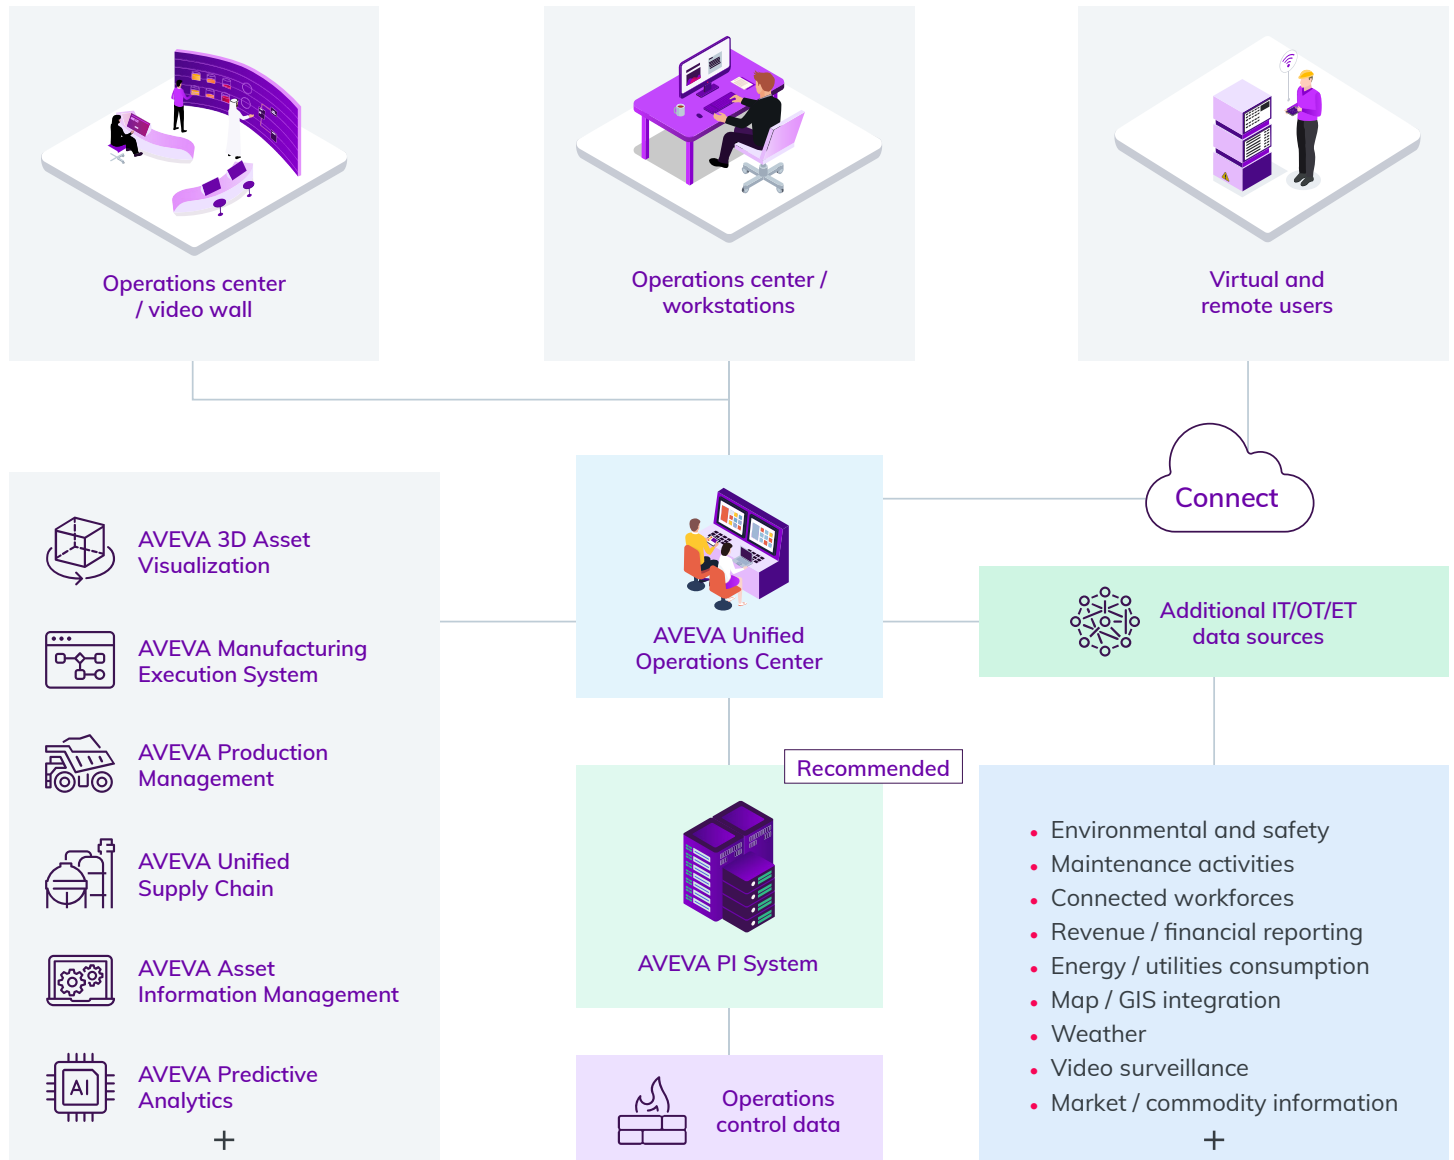 Operations center
/ video wall
Operations center /
workstations
Virtual and
remote users
Connect
AVEVA 3D Asset
Visualization
AVEVA Manufacturing
Execution System
AVEVA Production
Management
AVEVA Unified
Supply Chain
AVEVA Asset
Information Management
AI
AVEVA Predictive
Analytics
+
AVEVA Unified
Operations Center
Recommended
AVEVA PI System
Operations
control data
Additional IT/OT/ET
data sources
• Environmental and safety
• Maintenance activities
• Connected workforces
• Revenue / financial reporting
• Energy / utilities consumption
• Map / GIS integration
• Weather
• Video surveillance
• Market / commodity information
+